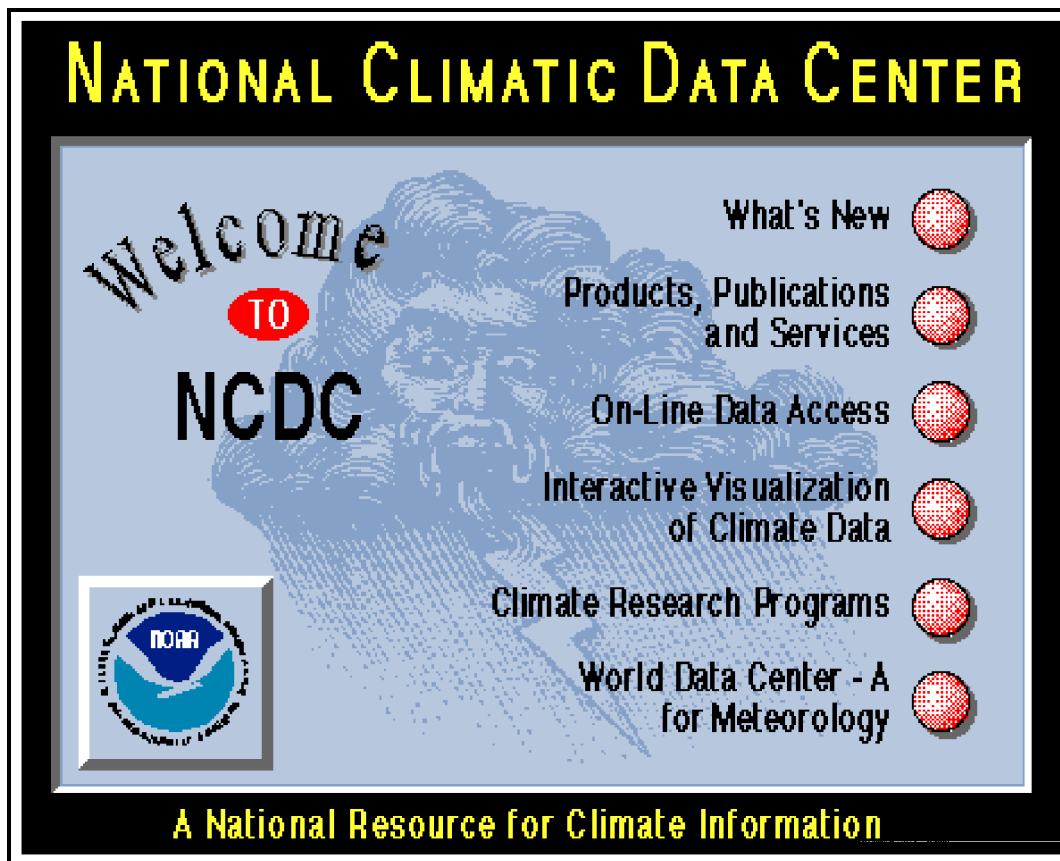 NATIONAL CLIMATIC DATA CENTER
Welcome
TO
NCDC
What's New
Products, Publications
and Services
On-Line Data Access
Interactive Visualization
of Climate Data
Climate Research Programs
World Data Center - A
for Meteorology
NOAA
A National Resource for Climate Information